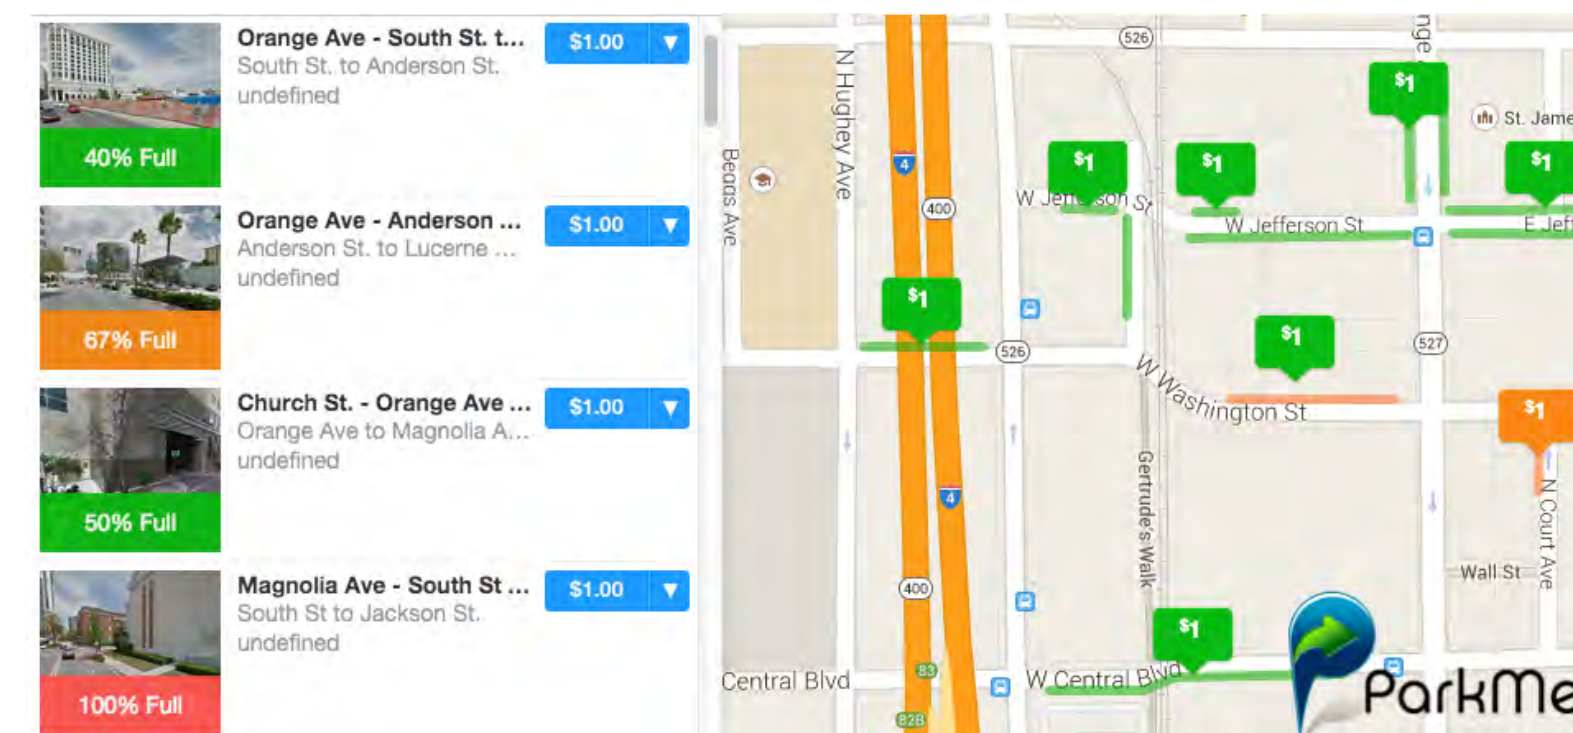 Orange Ave - South St. t...
South St. to Anderson St.
undefined
$1.00
40% Full
Orange Ave - Anderson ...
Anderson St. to Lucerne ...
undefined
$1.00
67% Full
Church St. - Orange Ave ...
Orange Ave to Magnolia A...
undefined
$1.00
50% Full
Magnolia Ave - South St ...
South St to Jackson St.
undefined
$1.00
100% Full
526
nge
N Hughey Ave
$1
St. Jame
4
$1
$1
$1
Beggs Ave
W Jefferson St
400
W Jefferson St
E Jeff
$1
$1
526
527
W Washington St
$1
4
Gertrude's Walk
N Court Ave
400
Wall St
$1
83
Central Blvd
W Central Blvd
ParkMe
82B